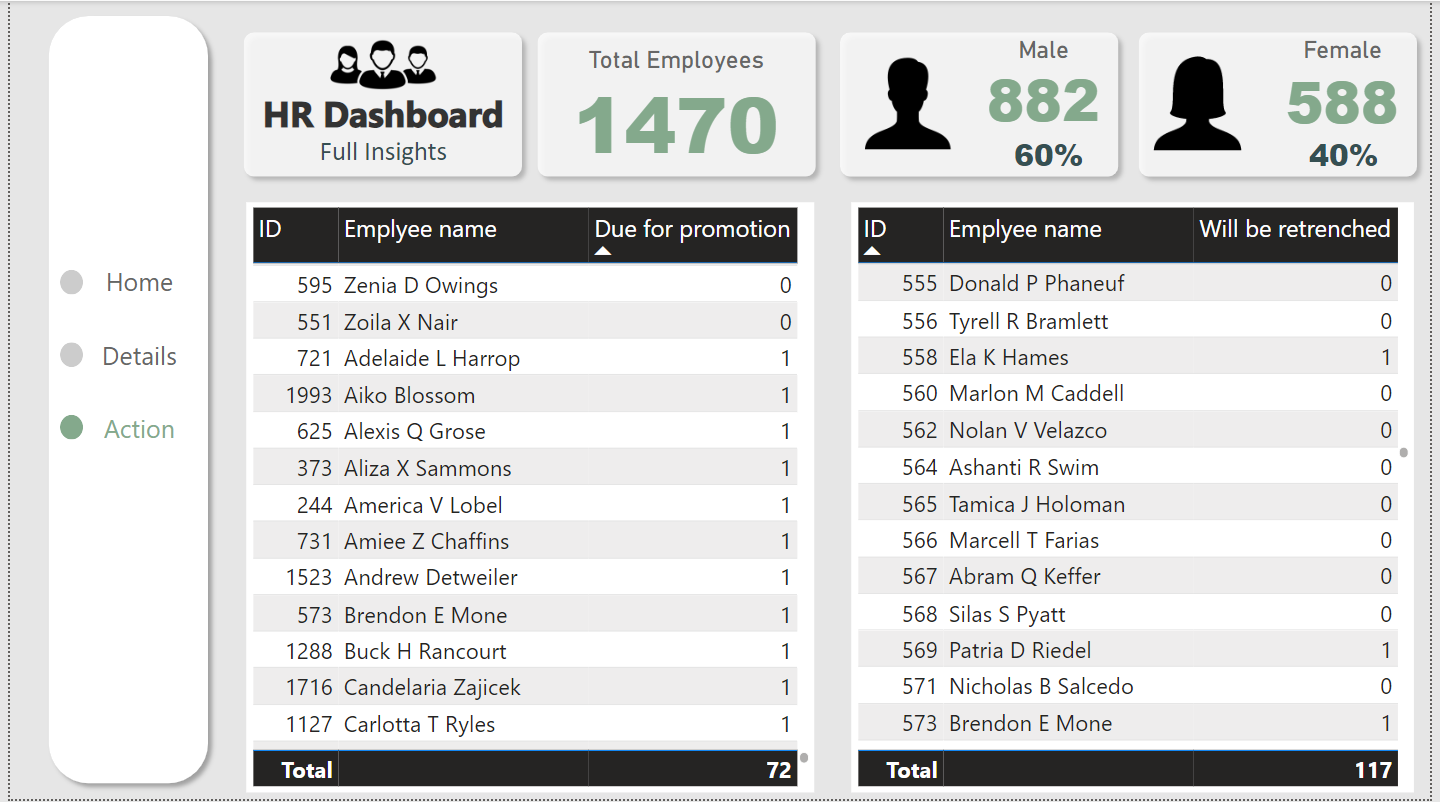 HR Dashboard
Full Insights
Total Employees
1470
Male
882
60%
Female
588
40%
Home
Details
Action
ID Emplyee name Due for promotion
595 Zenia D Owings 0
551 Zoila X Nair 0
721 Adelaide L Harrop 1
1993 Aiko Blossom 1
625 Alexis Q Grose 1
373 Aliza X Sammons 1
244 America V Lobel 1
731 Amiee Z Chaffins 1
1523 Andrew Detweiler 1
573 Brendon E Mone 1
1288 Buck H Rancourt 1
1716 Candelaria Zajicek 1
1127 Carlotta T Ryles 1
Total 72
ID Emplyee name Will be retrenched
555 Donald P Phaneuf 0
556 Tyrell R Bramlett 0
558 Ela K Hames 1
560 Marlon M Caddell 0
562 Nolan V Velazco 0
564 Ashanti R Swim 0
565 Tamica J Holoman 0
566 Marcell T Farias 0
567 Abram Q Keffer 0
568 Silas S Pyatt 0
569 Patria D Riedel 1
571 Nicholas B Salcedo 0
573 Brendon E Mone 1
Total 117